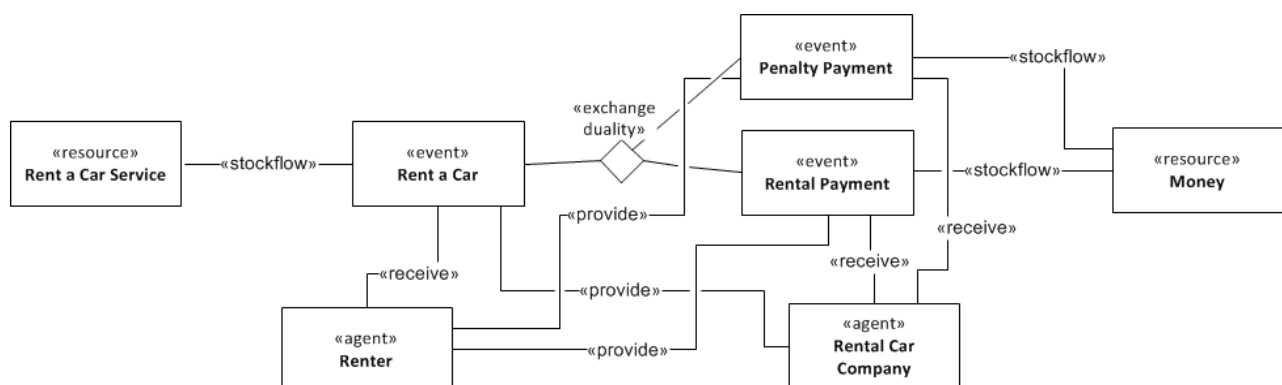 «event»
Penalty Payment
«stockflow»
«exchange
duality»
«resource»
Rent a Car Service
«stockflow»
«event»
Rent a Car
«event»
Rental Payment
«stockflow»
«resource»
Money
«provide»
«receive»
«receive»
«receive»
«provide»
«agent»
Renter
«provide»
«agent»
Rental Car
Company